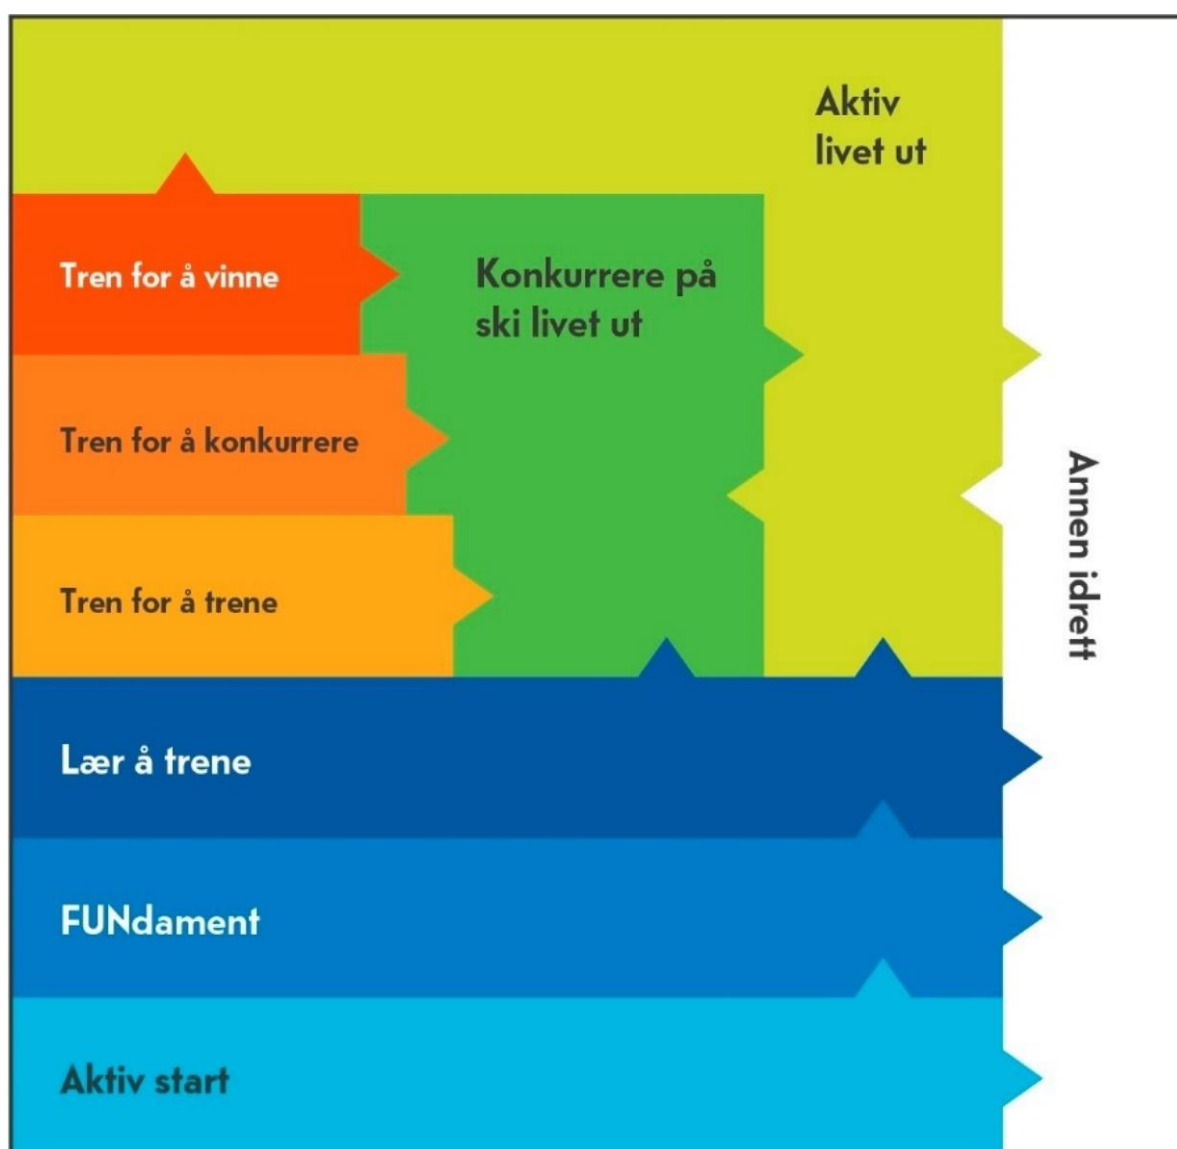 Aktiv
livet ut
Tren for å vinne
Konkurrere på
ski livet ut
Tren for å konkurrere
Tren for å trene
Annen idrett
Lær å trene
FUNdament
Aktiv start